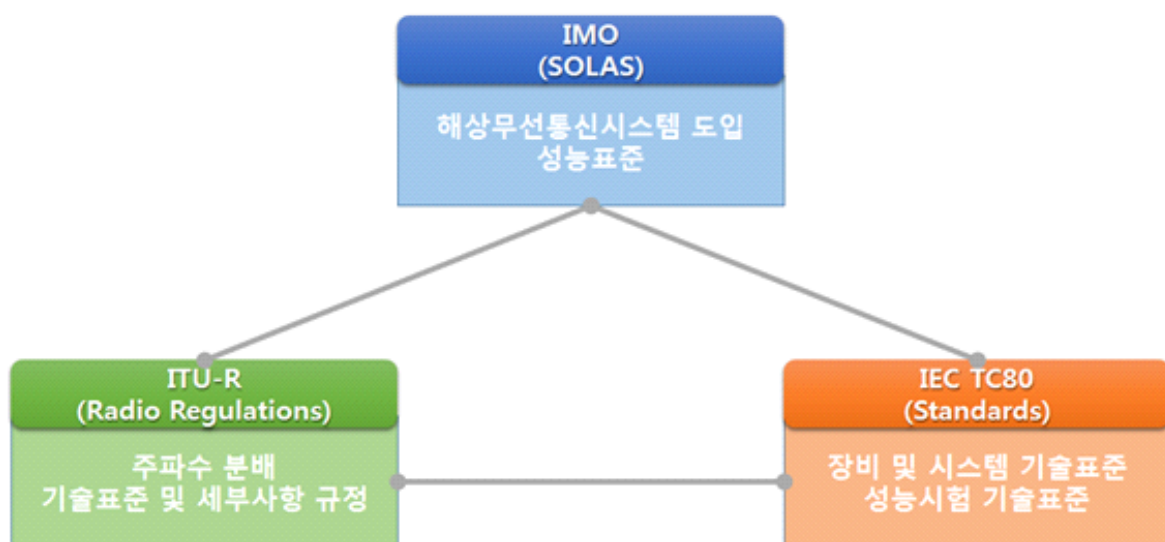 IMO
(SOLAS)
해상무선통신시스템 도입
성능표준
ITU-R
(Radio Regulations)
주파수 분배
기술표준 및 세부사항 규정
IEC TC80
(Standards)
장비 및 시스템 기술표준
성능시험 기술표준